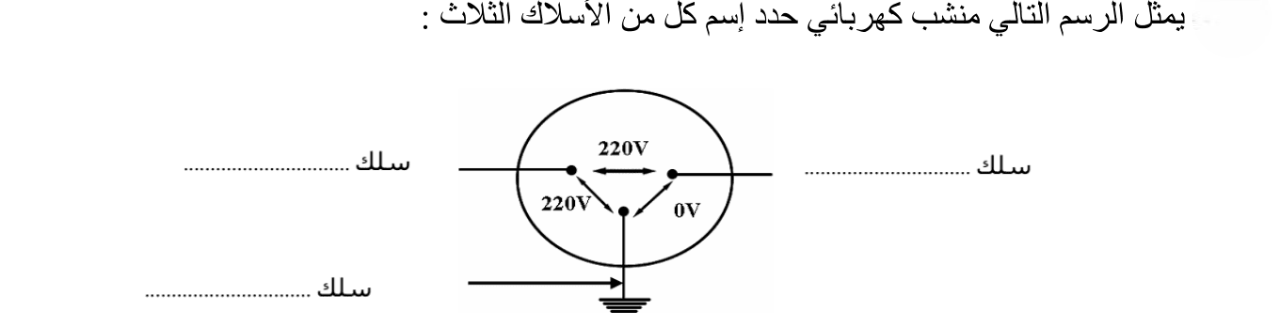 يمثل الرسم التالي منشب كهربائي حدد إسم كل من الأسلاك الثلاث :
220V
سلك ............................
سلك ............................
220V
0V
سلك ............................